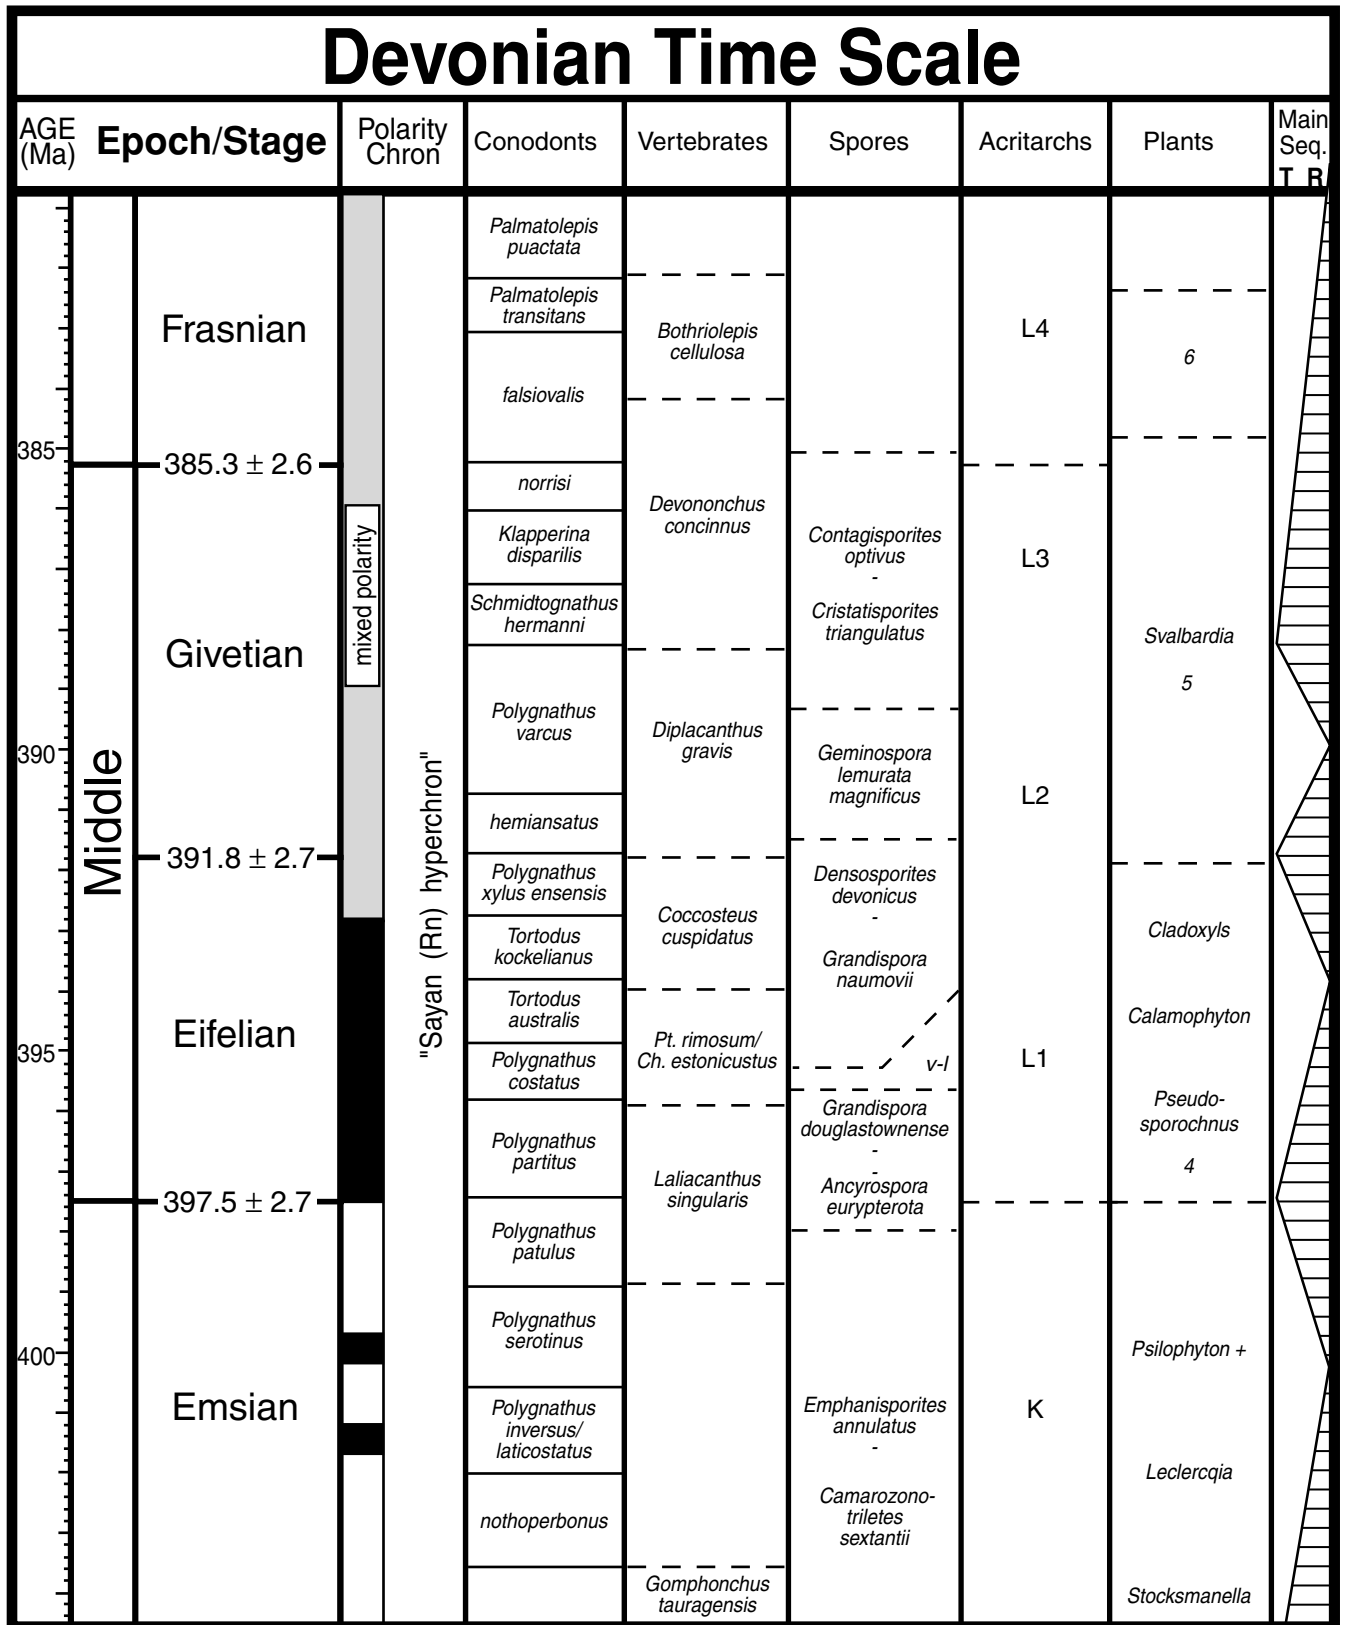 Devonian Time Scale
AGE
(Ma)
Epoch/Stage
Polarity
Chron
Conodonts
Vertebrates
Spores
Acritarchs
Plants
Main
Seq.
T R
385
390
395
400
Middle
Frasnian
385.3 ± 2.6
Givetian
391.8 ± 2.7
Eifelian
397.5 ± 2.7
Emsian
mixed polarity
"Sayan (Rn) hyperchron"
Palmatolepis
puactata
Palmatolepis
transitans
falsiovalis
norrisi
Klapperina
disparilis
Schmidtognathus
hermanni
Polygnathus
varcus
hemiansatus
Polygnathus
xylus ensensis
Tortodus
kockelianus
Tortodus
australis
Polygnathus
costatus
Polygnathus
partitus
Polygnathus
patulus
Polygnathus
serotinus
Polygnathus
inversus/
laticostatus
nothoperbonus
Bothriolepis
cellulosa
Devononchus
concinnus
Diplacanthus
gravis
Coccosteus
cuspidatus
Pt. rimosum/
Ch. estonicustus
Laliacanthus
singularis
Gomphonchus
tauragensis
Contagisporites
optivus
-
Cristatisporites
triangulatus
Geminospora
lemurata
magnificus
Densosporites
devonicus
-
Grandispora
naumovii
v-l
Grandispora
douglastownense
-
-
Ancyrospora
eurypterota
Emphanisporites
annulatus
-
Camarozono-
triletes
sextantii
L4
L3
L2
L1
K
6
Svalbardia
5
Cladoxyls
Calamophyton
Pseudo-
sporochnus
4
Psilophyton +
Leclercqia
Stocksmanella